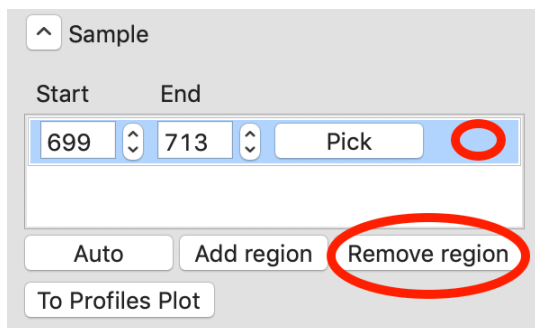 Sample
Start End
699 713 Pick
Auto Add region Remove region
To Profiles Plot